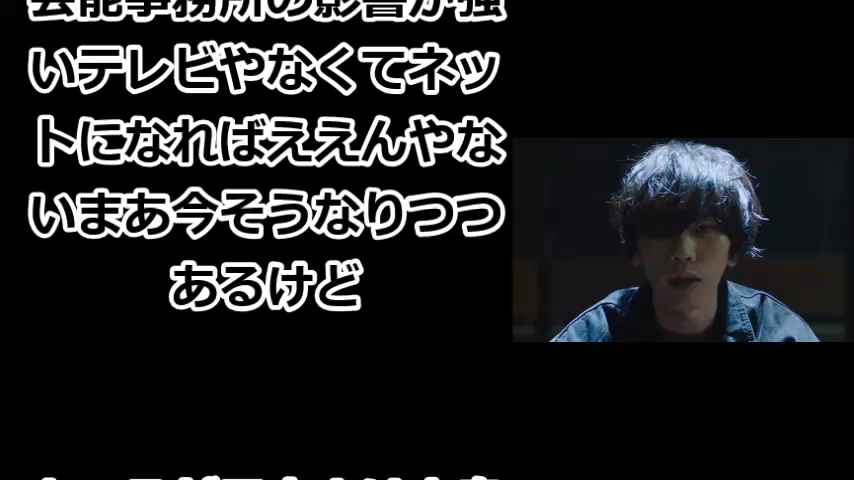 芸能事務所の影響が強
いテレビやなくてネッ
トになればええんやな
いまあ今そうなりつつ
あるけど